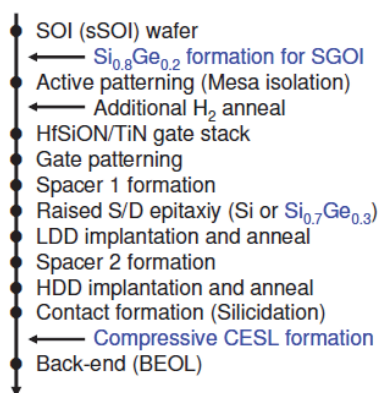 SOI (sSOI) wafer
Si0.8Ge0.2 formation for SGOI
Active patterning (Mesa isolation)
Additional H2 anneal
HfSiON/TiN gate stack
Gate patterning
Spacer 1 formation
Raised S/D epitaxiy (Si or Si0.7Ge0.3)
LDD implantation and anneal
Spacer 2 formation
HDD implantation and anneal
Contact formation (Silicidation)
Compressive CESL formation
Back-end (BEOL)